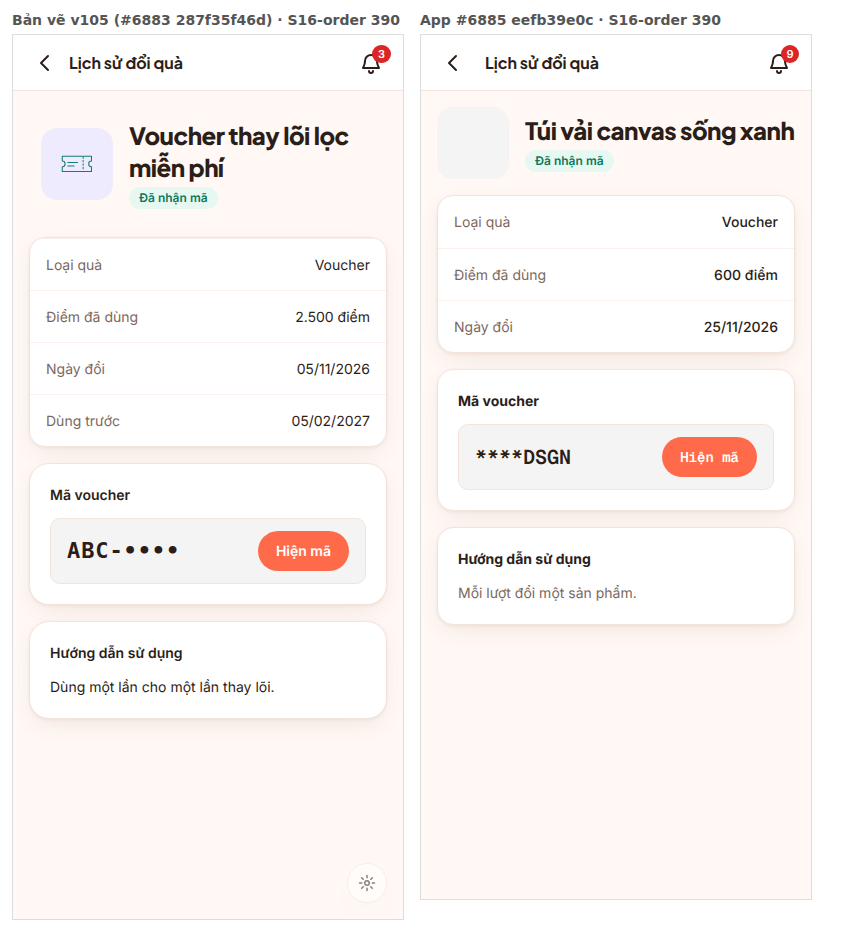 Bản vẽ v105 (#6883 287f35f46d) · S16-order 390
Lịch sử đổi quà
3
Voucher thay lõi lọc
miễn phí
Đã nhận mã
Loại quà Voucher
Điểm đã dùng 2.500 điểm
Ngày đổi 05/11/2026
Dùng trước 05/02/2027
Mã voucher
ABC-•••• Hiện mã
Hướng dẫn sử dụng
Dùng một lần cho một lần thay lõi.
App #6885 eefb39e0c · S16-order 390
Lịch sử đổi quà
9
Túi vải canvas sống xanh
Đã nhận mã
Loại quà Voucher
Điểm đã dùng 600 điểm
Ngày đổi 25/11/2026
Mã voucher
****DSGN Hiện mã
Hướng dẫn sử dụng
Mỗi lượt đổi một sản phẩm.